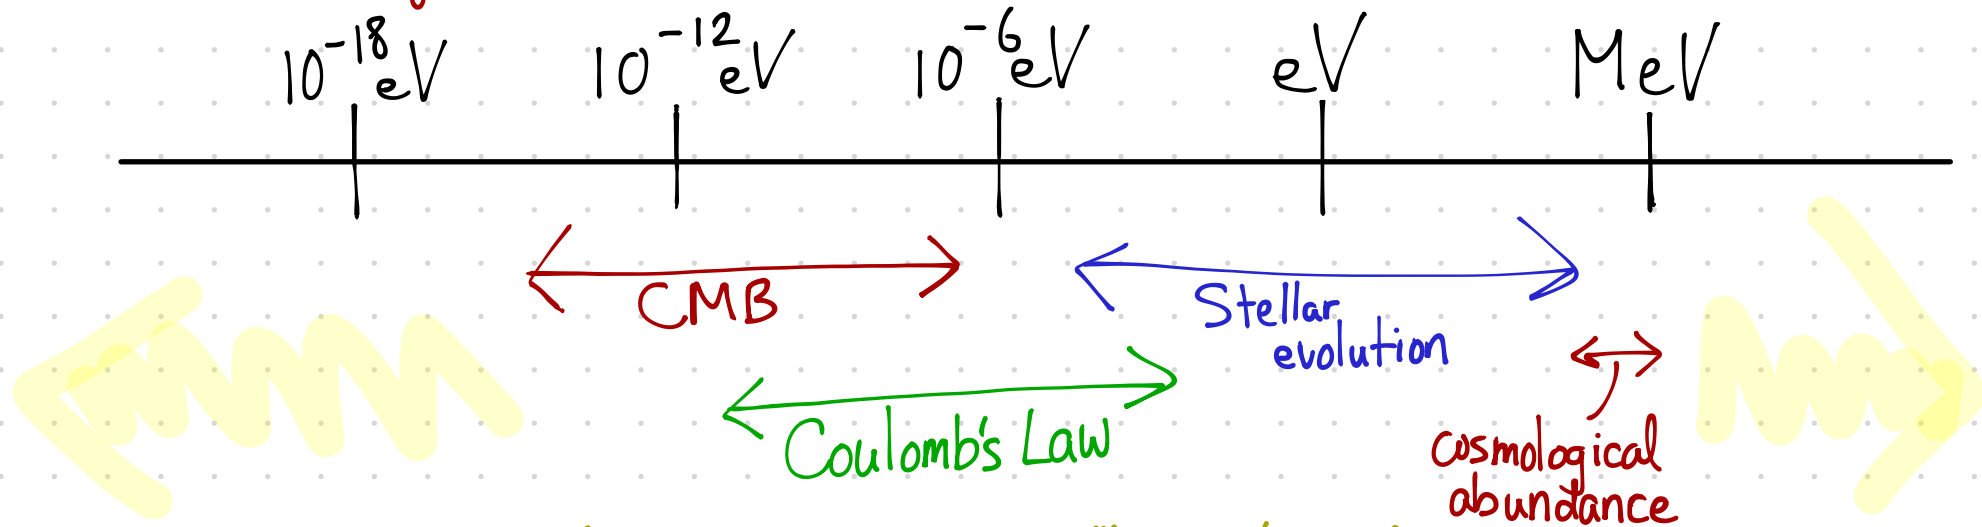 10^-18 eV 10^-12 eV 10^-6 eV eV MeV
CMB
Stellar
evolution
Coulomb's Law
cosmological
abundance